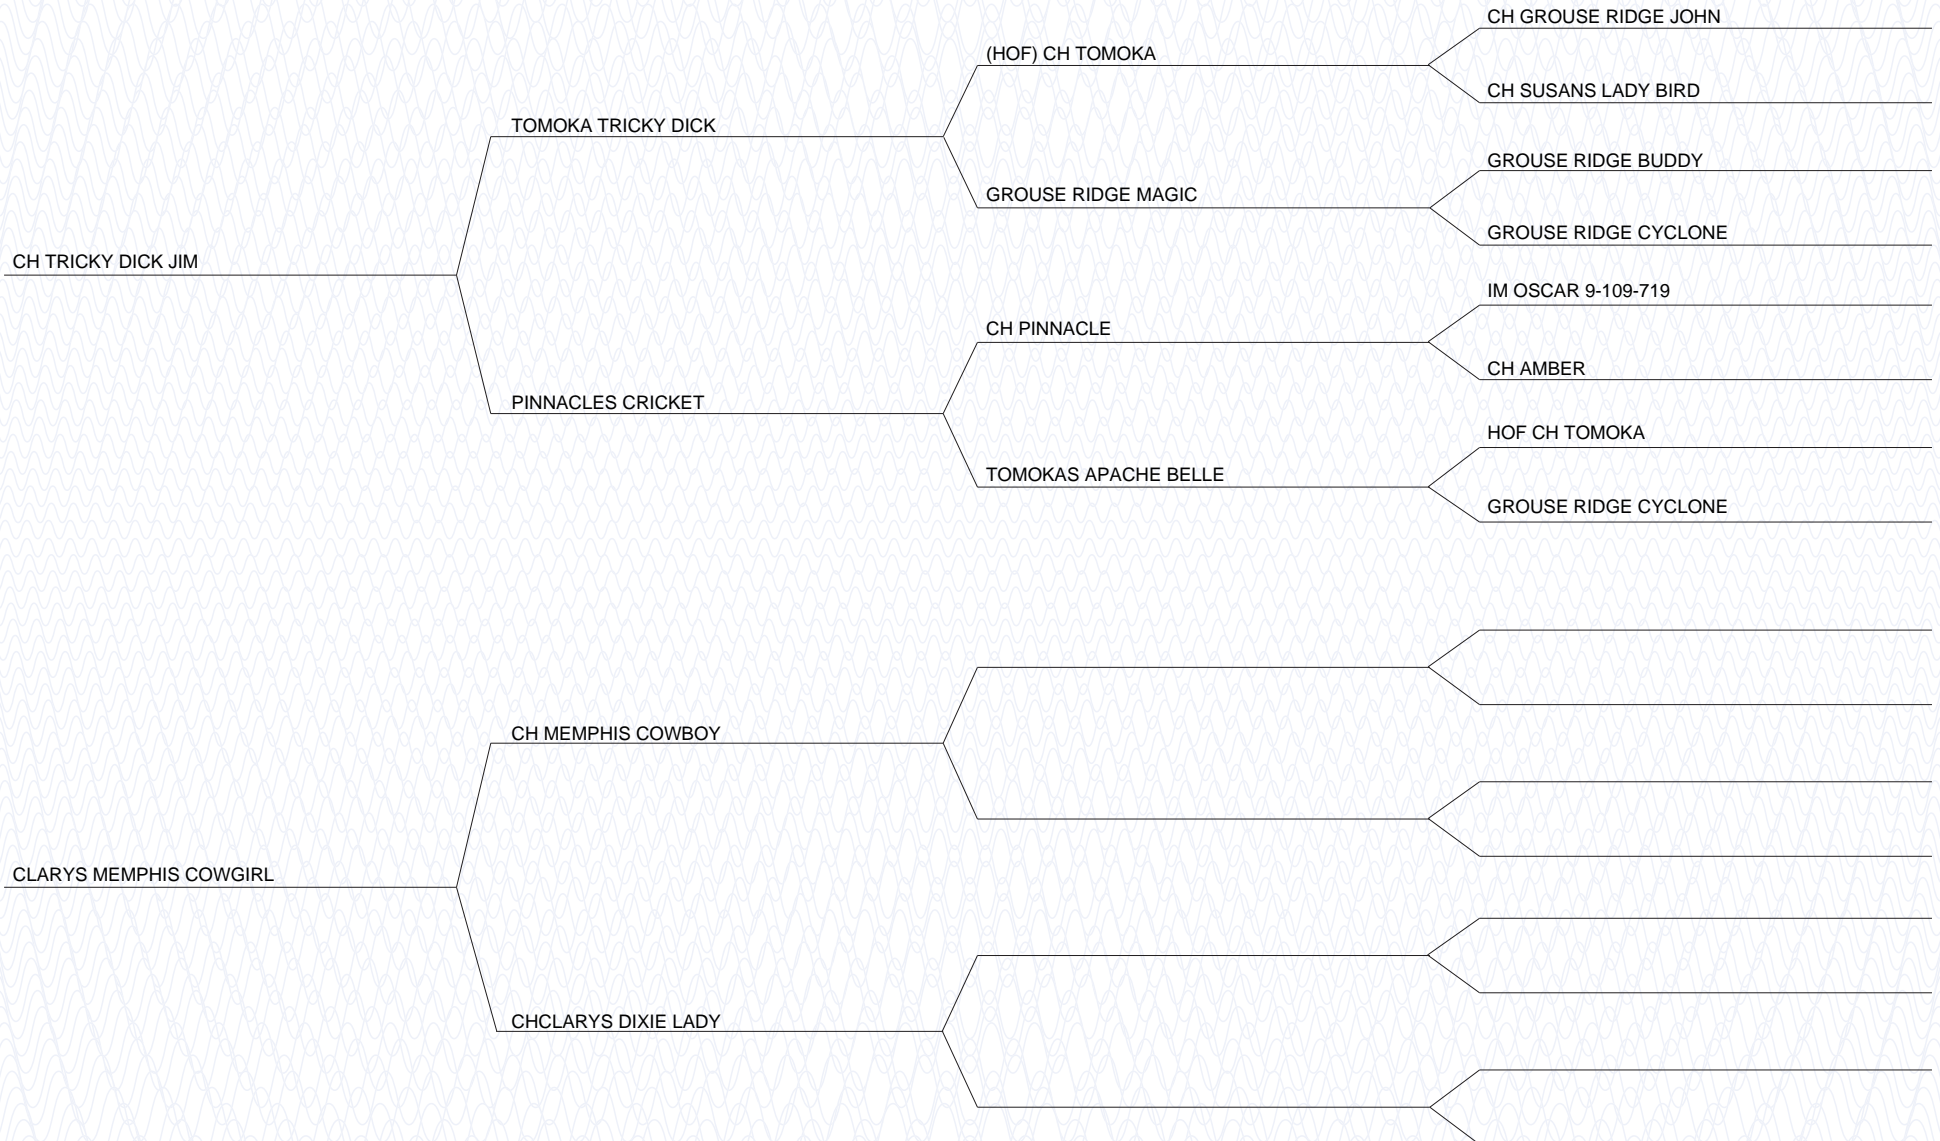 CH GROUSE RIDGE JOHN
(HOF) CH TOMOKA
CH SUSANS LADY BIRD
TOMOKA TRICKY DICK
GROUSE RIDGE BUDDY
GROUSE RIDGE MAGIC
GROUSE RIDGE CYCLONE
CH TRICKY DICK JIM
IM OSCAR 9-109-719
CH PINNACLE
CH AMBER
PINNACLES CRICKET
HOF CH TOMOKA
TOMOKAS APACHE BELLE
GROUSE RIDGE CYCLONE
CH MEMPHIS COWBOY
CLARYS MEMPHIS COWGIRL
CHCLARYS DIXIE LADY